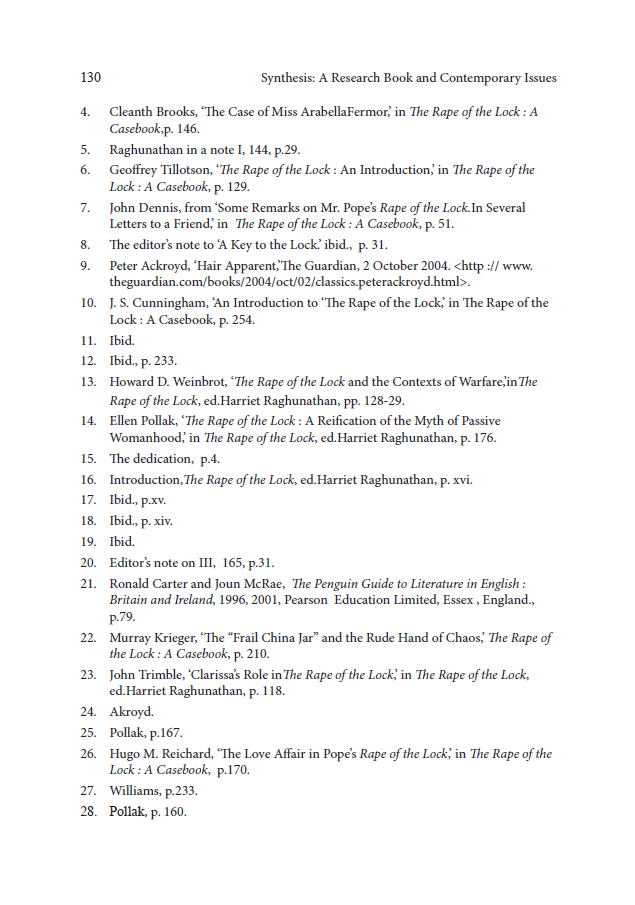 130 Synthesis: A Research Book and Contemporary Issues
4. Cleanth Brooks, ‘The Case of Miss ArabellaFermor,’ in The Rape of the Lock : A
Casebook,p. 146.
5. Raghunathan in a note I, 144, p.29.
6. Geoffrey Tillotson, ‘The Rape of the Lock : An Introduction,’ in The Rape of the
Lock : A Casebook, p. 129.
7. John Dennis, from ‘Some Remarks on Mr. Pope’s Rape of the Lock.In Several
Letters to a Friend,’ in The Rape of the Lock : A Casebook, p. 51.
8. The editor’s note to ‘A Key to the Lock.’ ibid., p. 31.
9. Peter Ackroyd, ‘Hair Apparent,’The Guardian, 2 October 2004. <http :// www.
theguardian.com/books/2004/oct/02/classics.peterackroyd.html>.
10. J. S. Cunningham, ‘An Introduction to ‘The Rape of the Lock,’ in The Rape of the
Lock : A Casebook, p. 254.
11. Ibid.
12. Ibid., p. 233.
13. Howard D. Weinbrot, ‘The Rape of the Lock and the Contexts of Warfare,’inThe
Rape of the Lock, ed.Harriet Raghunathan, pp. 128-29.
14. Ellen Pollak, ‘The Rape of the Lock : A Reification of the Myth of Passive
Womanhood,’ in The Rape of the Lock, ed.Harriet Raghunathan, p. 176.
15. The dedication, p.4.
16. Introduction,The Rape of the Lock, ed.Harriet Raghunathan, p. xvi.
17. Ibid., p.xv.
18. Ibid., p. xiv.
19. Ibid.
20. Editor’s note on III, 165, p.31.
21. Ronald Carter and Joun McRae, The Penguin Guide to Literature in English :
Britain and Ireland, 1996, 2001, Pearson Education Limited, Essex , England.,
p.79.
22. Murray Krieger, ‘The “Frail China Jar” and the Rude Hand of Chaos,’ The Rape of
the Lock : A Casebook, p. 210.
23. John Trimble, ‘Clarissa’s Role inThe Rape of the Lock,’ in The Rape of the Lock,
ed.Harriet Raghunathan, p. 118.
24. Akroyd.
25. Pollak, p.167.
26. Hugo M. Reichard, ‘The Love Affair in Pope’s Rape of the Lock,’ in The Rape of the
Lock : A Casebook, p.170.
27. Williams, p.233.
28. Pollak, p. 160.